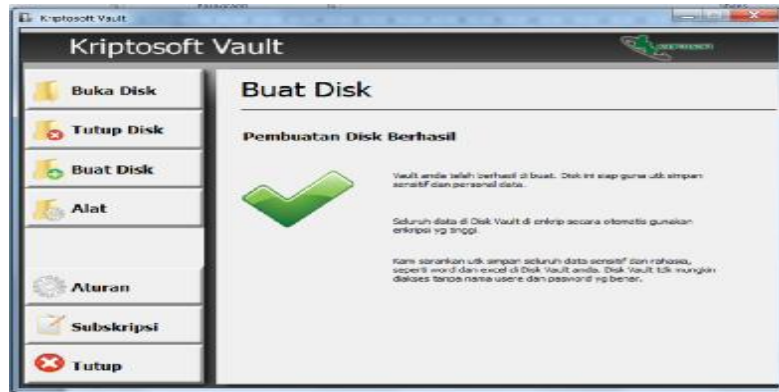 Kriptosoft Vault
Kriptosoft Vault
Buka Disk
Tutup Disk
Buat Disk
Alat
Aturan
Subskripsi
Tutup
Buat Disk
Pembuatan Disk Berhasil
Vault anda telah berhasil di buat. Disk ini siap guna utk simpan
sensitif dan personal data.
Seluruh data di Disk Vault di enkrip secara otomatis gunakan
enkripsi yg tinggi.
Kami sarankan utk simpan seluruh data sensitif dan rahasia,
seperti word dan excel di Disk Vault anda. Disk Vault tdk mungkin
diakses tanpa nama usere dan pasword yg benar.